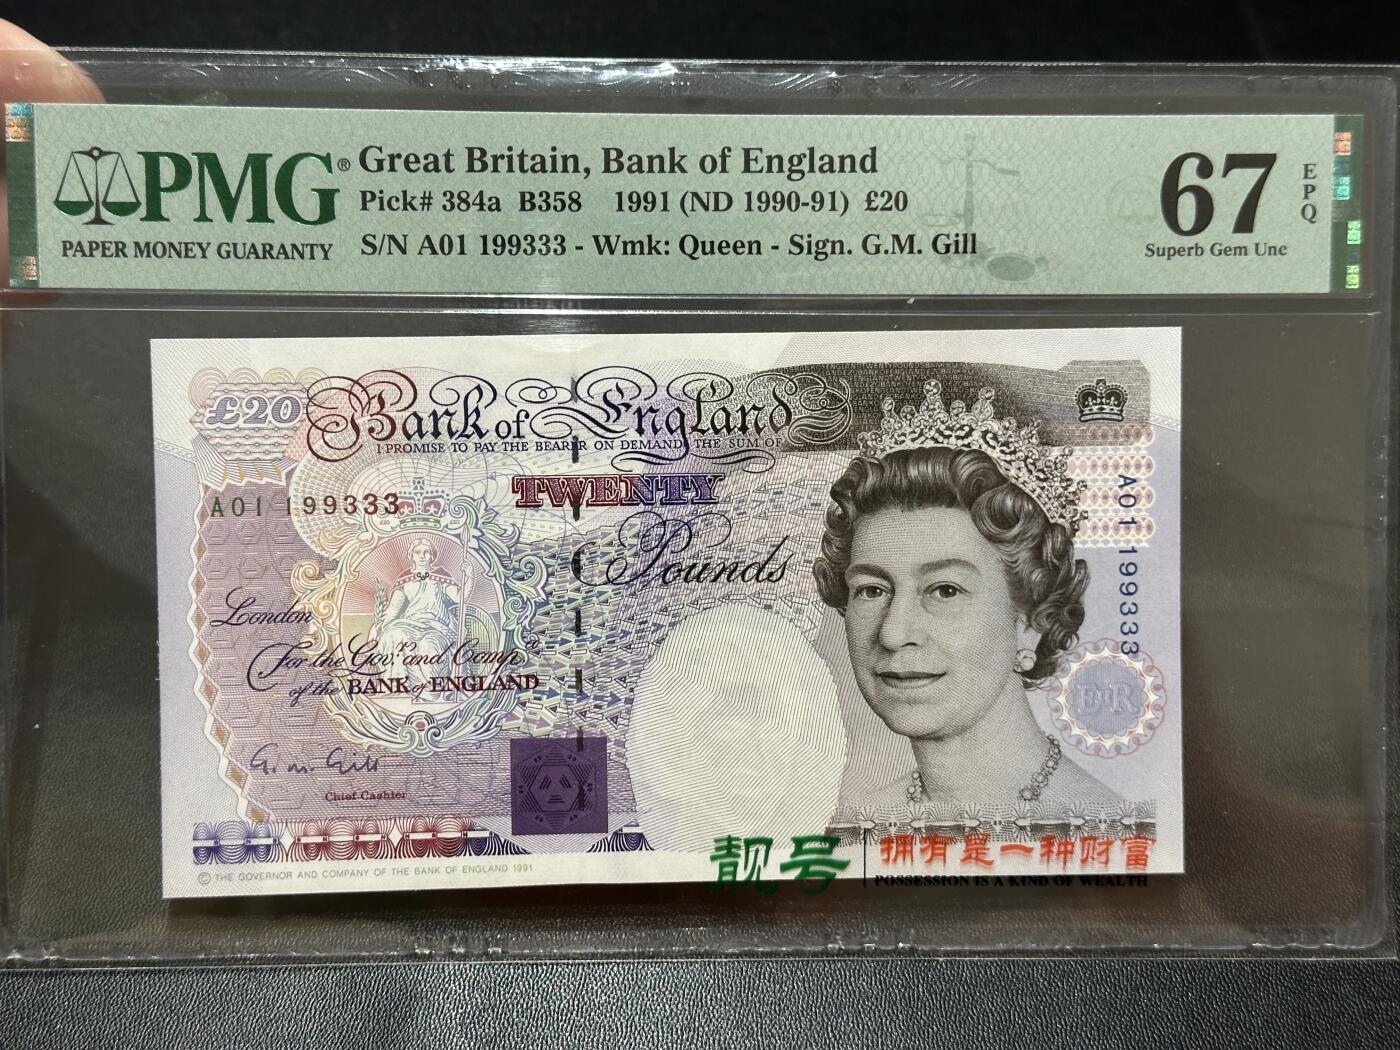 PMG®
PAPER MONEY GUARANTY
Great Britain, Bank of England
Pick# 384a B358 1991 (ND 1990-91) £20
S/N A01 199333 - Wmk: Queen - Sign. G.M. Gill
67
EPQ
Superb Gem Unc
£20
Bank of England
I PROMISE TO PAY THE BEARER ON DEMAND THE SUM OF
TWENTY
Pounds
A01 199333
A01 199333
London
For the Govr. and Compa.
of the BANK of ENGLAND
G. M. Gill
Chief Cashier
EIIR
© THE GOVERNOR AND COMPANY OF THE BANK OF ENGLAND 1991
靓号
拥有是一种财富
POSSESSION IS A KIND OF WEALTH